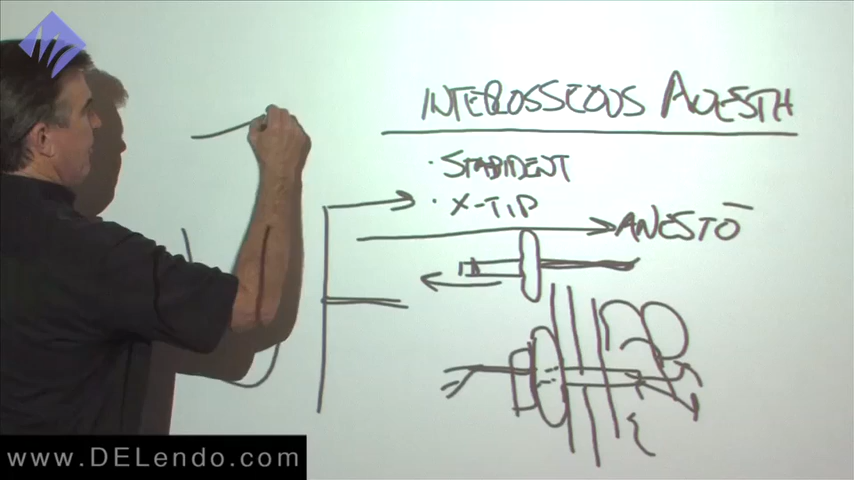 INTEROSSEOUS ANESTH
· STABIDENT
· X-TIP
ANESTO
www.DELendo.com